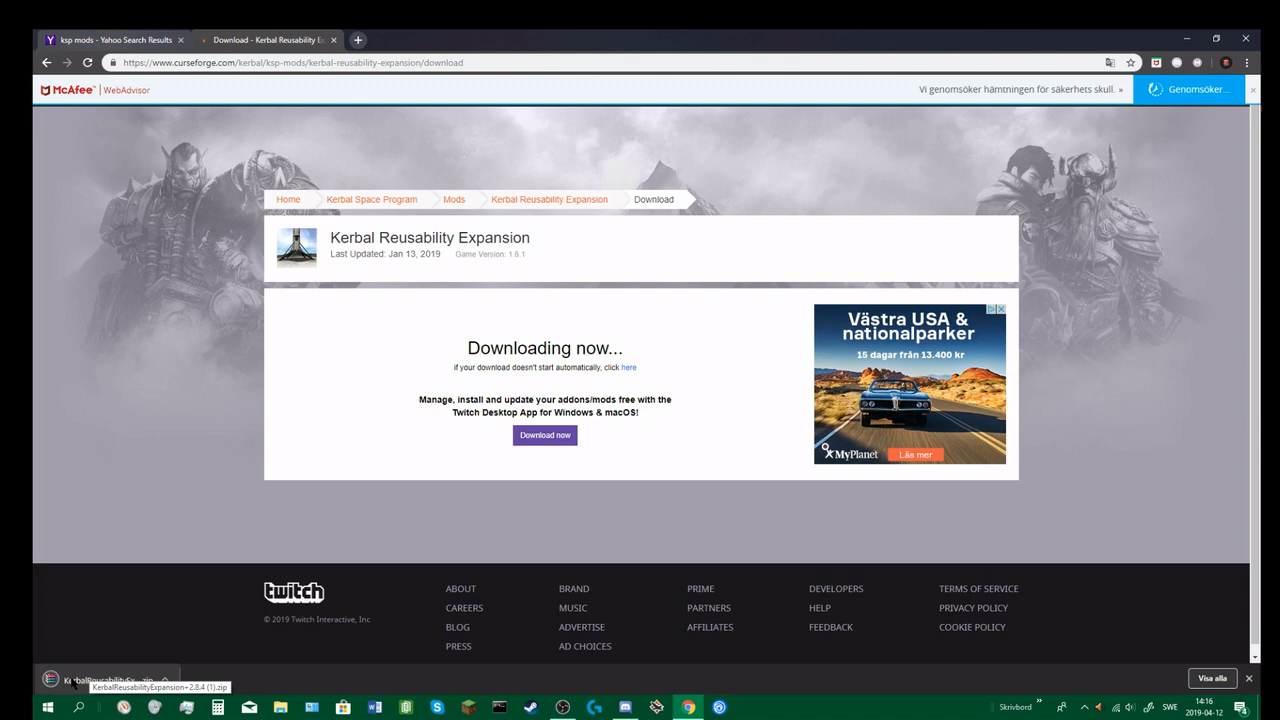 ksp mods - Yahoo Search Results
Download - Kerbal Reusability E
https://www.curseforge.com/kerbal/ksp-mods/kerbal-reusability-expansion/download
McAfee™ | WebAdvisor
Vi genomsöker hämtningen för säkerhets skull. »
Genomsöker...
Home
Kerbal Space Program
Mods
Kerbal Reusability Expansion
Download
Kerbal Reusability Expansion
Last Updated: Jan 13, 2019
Game Version: 1.6.1
Västra USA &
nationalparker
15 dagar från 13.400 kr
MyPlanet
Läs mer
Downloading now...
if your download doesn't start automatically, click here
Manage, install and update your addons/mods free with the
Twitch Desktop App for Windows & macOS!
Download now
twitch
© 2019 Twitch Interactive, Inc
ABOUT
CAREERS
BLOG
PRESS
BRAND
MUSIC
ADVERTISE
AD CHOICES
PRIME
PARTNERS
AFFILIATES
DEVELOPERS
HELP
FEEDBACK
TERMS OF SERVICE
PRIVACY POLICY
COOKIE POLICY
KerbalReusabilityEx....zip
KerbalReusabilityExpansion+2.8.4 (1).zip
Visa alla
Skrivbord
SWE
14:16
2019-04-12
4